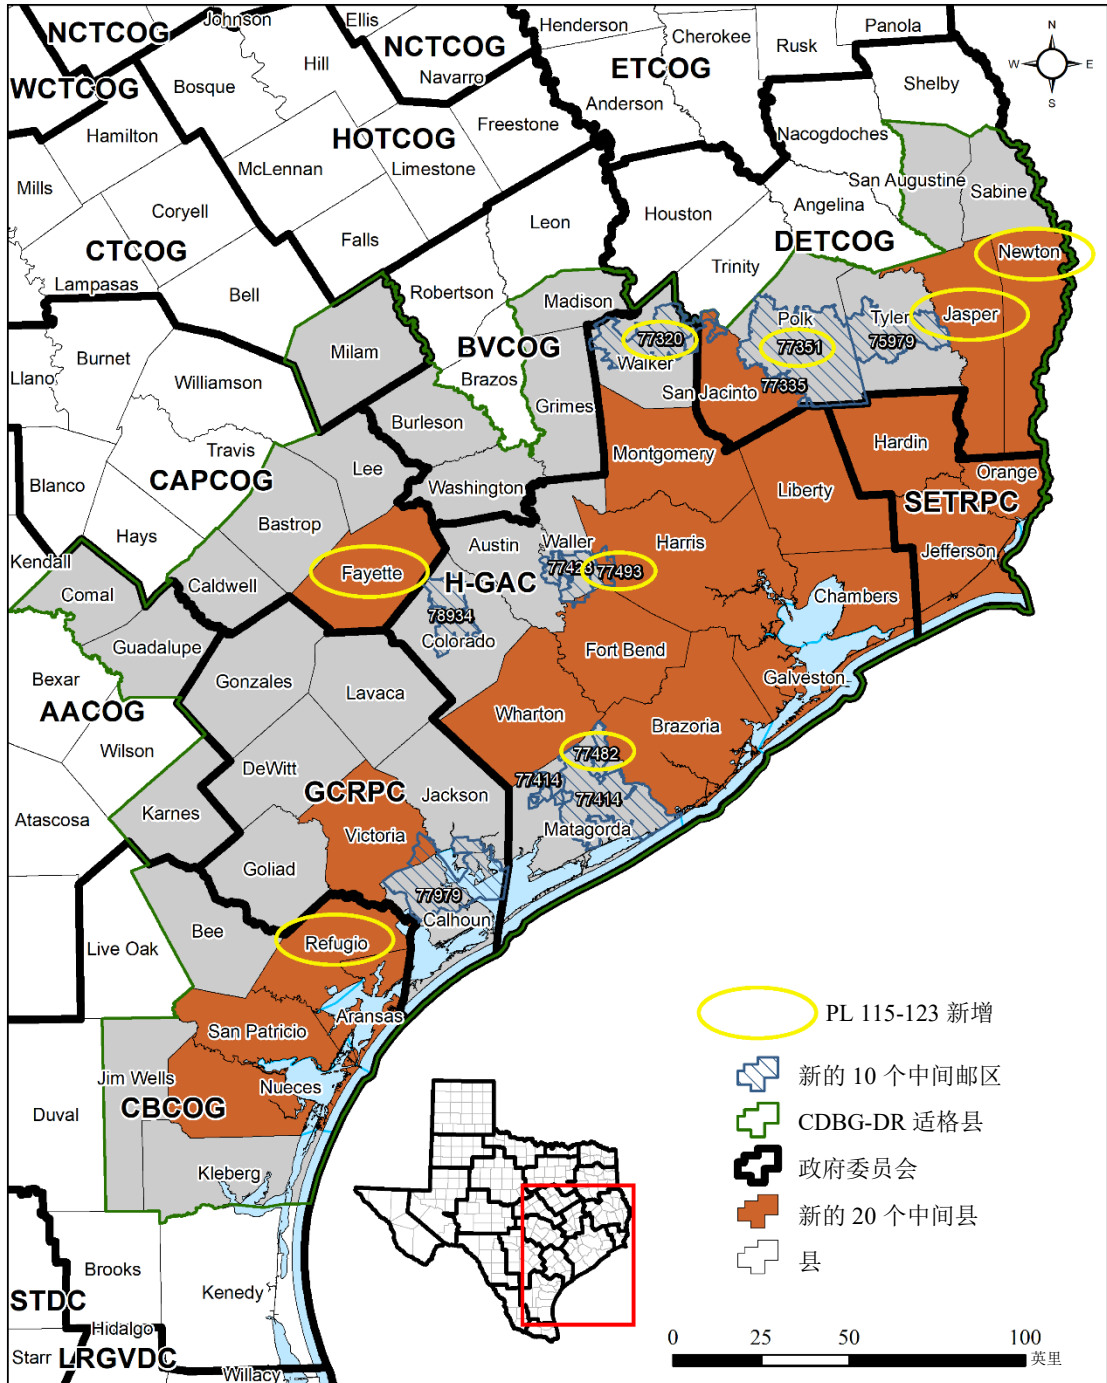 NCTCOG
Johnson
Ellis
NCTCOG
Henderson
Cherokee
Panola
N
Rusk
WCTCOG
Bosque
Hill
Navarro
ETCOG
W
E
Shelby
S
Anderson
Hamilton
HOTCOG
Freestone
Nacogdoches
McLennan
Limestone
San Augustine
Sabine
Mills
Coryell
Leon
Houston
Angelina
CTCOG
Falls
DETCOG
Newton
Trinity
Lampasas
Bell
Robertson
Madison
Jasper
Polk
Tyler
77320
77351
75979
Milam
BVCOG
Burnet
Walker
Llano
Williamson
Brazos
San Jacinto
77335
Grimes
Burleson
Hardin
Travis
Montgomery
Lee
Orange
CAPCOG
Blanco
Washington
Liberty
SETRPC
Bastrop
Hays
Austin
Waller
Harris
Jefferson
Kendall
Fayette
77423
77493
H-GAC
Caldwell
Comal
Chambers
78934
Colorado
Guadalupe
Fort Bend
Bexar
Gonzales
Lavaca
Galveston
AACOG
Wharton
Brazoria
Wilson
77482
DeWitt
77414
GCRPC
Jackson
77414
Karnes
Atascosa
Victoria
Matagorda
Goliad
77979
Calhoun
Bee
Live Oak
Refugio
PL 115-123 新增
Aransas
San Patricio
Jim Wells
新的 10 个中间邮区
Nueces
Duval
CBCOG
CDBG-DR 适格县
政府委员会
Kleberg
新的 20 个中间县
县
Brooks
Kenedy
STDC
Hidalgo
0 25 50 100
Starr
LRGVDC
英里
Willacy